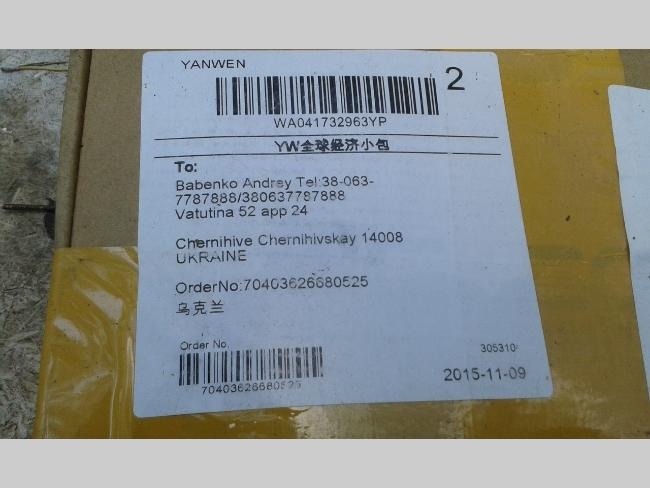 YANWEN
2
WA041732963YP
YW全球经济小包
To:
Babenko Andrey Tel:38-063-
7787888/380637787888
Vatutina 52 app 24
Chernihive Chernihivskay 14008
UKRAINE
OrderNo:70403626680525
乌克兰
Order No.
305310
70403626680525
2015-11-09